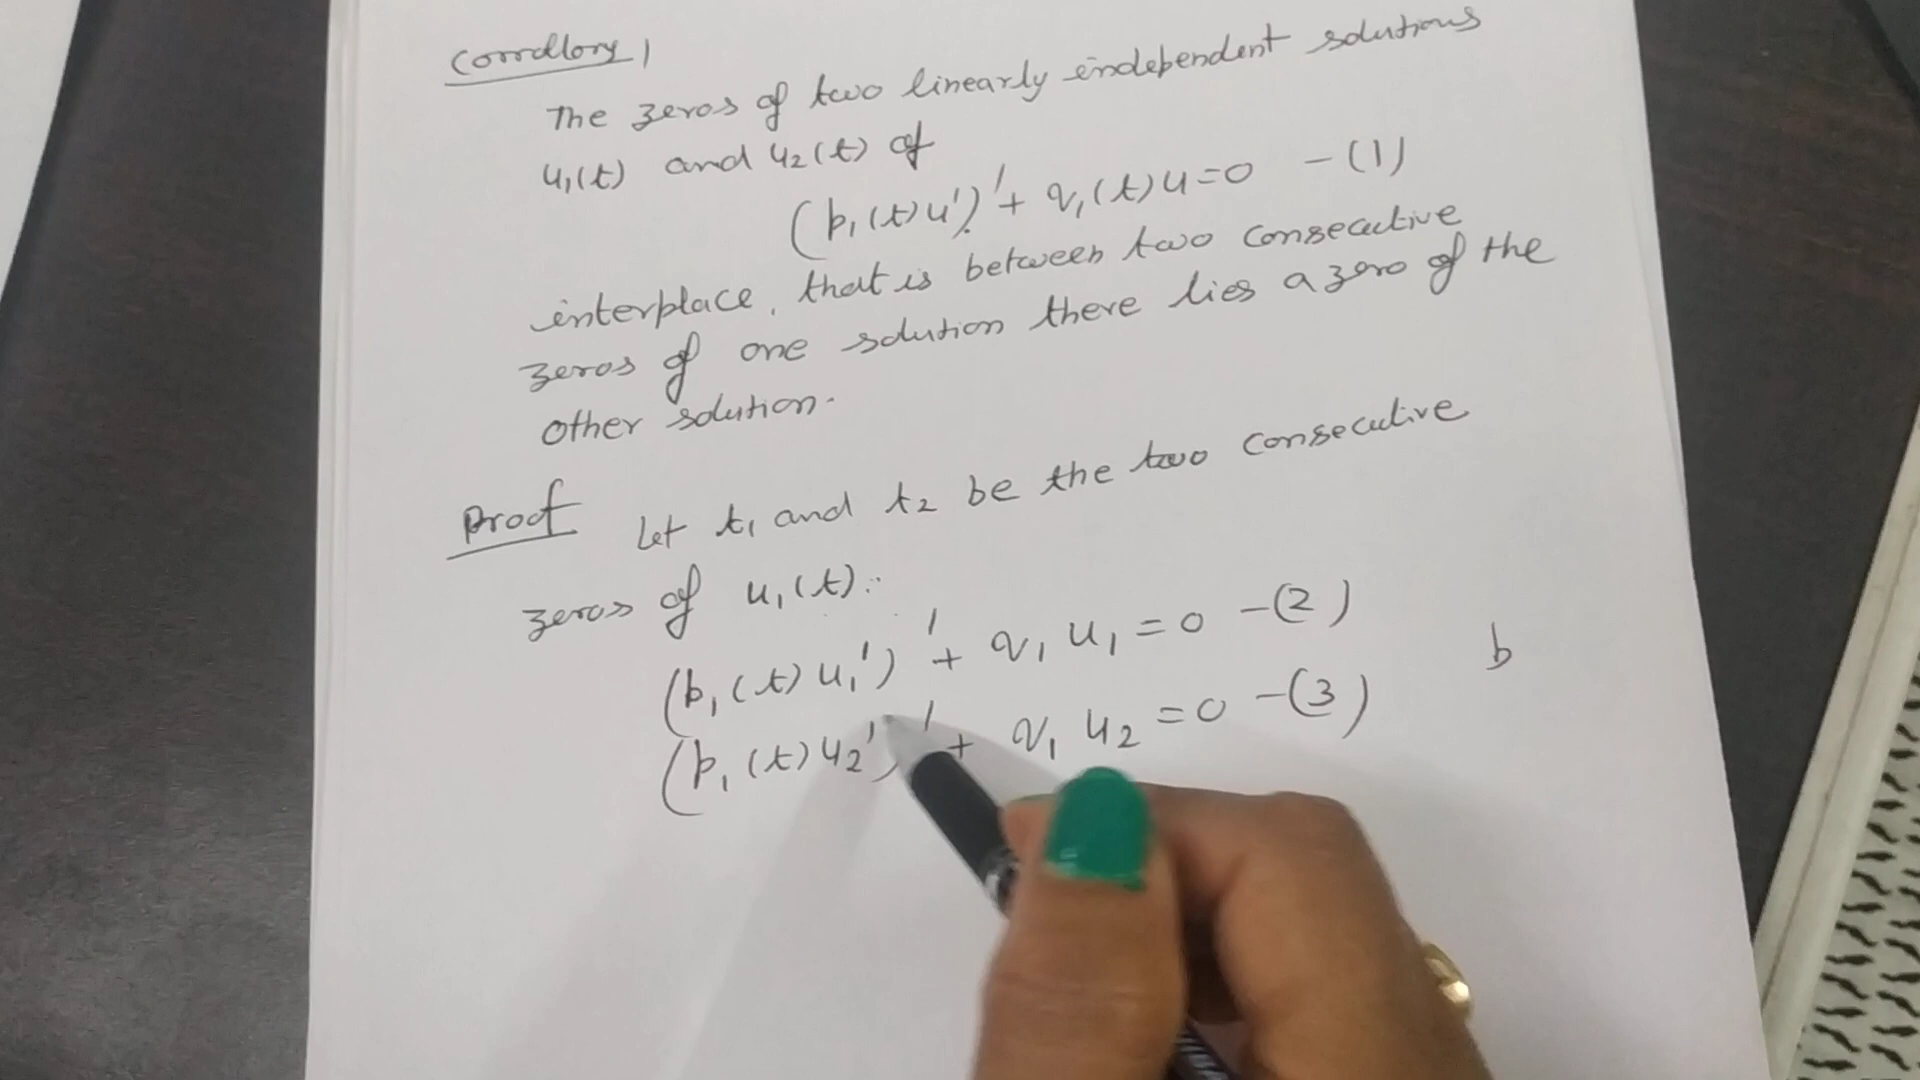 Corollory 1
The zeros of two linearly independent solutions
u₁(t) and u₂(t) of
(p₁(t)u')' + q₁(t)u=0 -(1)
interplace, that is between two consecutive
zeros of one solution there lies a zero of the
other solution.
Proof Let t₁ and t₂ be the two consecutive
zeros of u₁(t).
(p₁(t)u₁')' + q₁u₁=0 -(2)
(p₁(t)u₂')' + q₁u₂=0 -(3)
b